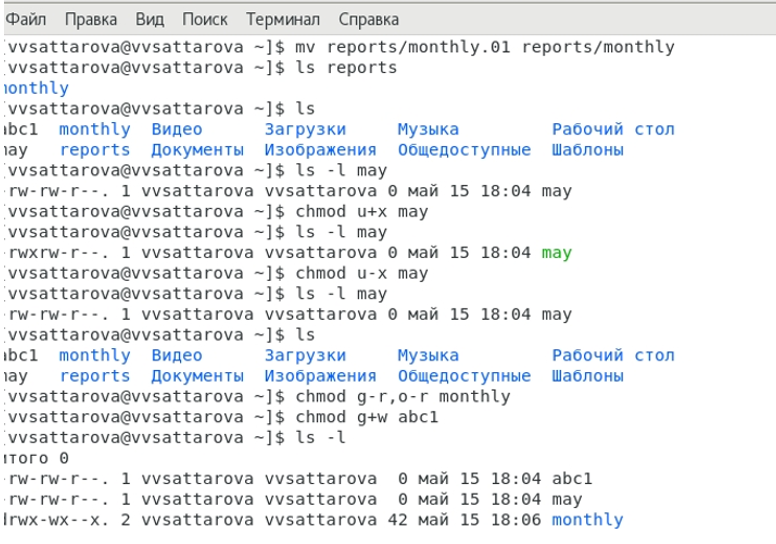 Файл Правка Вид Поиск Терминал Справка
[vvsattarova@vvsattarova ~]$ mv reports/monthly.01 reports/monthly
[vvsattarova@vvsattarova ~]$ ls reports
monthly
[vvsattarova@vvsattarova ~]$ ls
abc1 monthly Видео Загрузки Музыка Рабочий стол
may reports Документы Изображения Общедоступные Шаблоны
[vvsattarova@vvsattarova ~]$ ls -l may
-rw-rw-r--. 1 vvsattarova vvsattarova 0 май 15 18:04 may
[vvsattarova@vvsattarova ~]$ chmod u+x may
[vvsattarova@vvsattarova ~]$ ls -l may
-rwxrw-r--. 1 vvsattarova vvsattarova 0 май 15 18:04 may
[vvsattarova@vvsattarova ~]$ chmod u-x may
[vvsattarova@vvsattarova ~]$ ls -l may
-rw-rw-r--. 1 vvsattarova vvsattarova 0 май 15 18:04 may
[vvsattarova@vvsattarova ~]$ ls
abc1 monthly Видео Загрузки Музыка Рабочий стол
may reports Документы Изображения Общедоступные Шаблоны
[vvsattarova@vvsattarova ~]$ chmod g-r,o-r monthly
[vvsattarova@vvsattarova ~]$ chmod g+w abc1
[vvsattarova@vvsattarova ~]$ ls -l
итого 0
-rw-rw-r--. 1 vvsattarova vvsattarova 0 май 15 18:04 abc1
-rw-rw-r--. 1 vvsattarova vvsattarova 0 май 15 18:04 may
drwx-wx--x. 2 vvsattarova vvsattarova 42 май 15 18:06 monthly